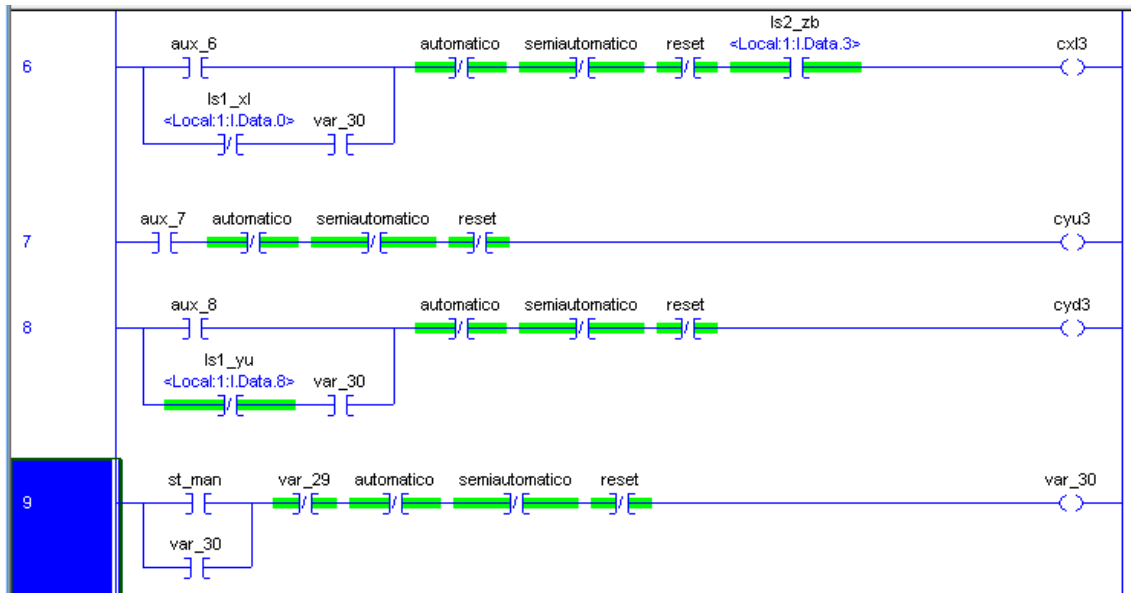 ls2_zb
aux_6 automatico semiautomatico reset <Local:1:I.Data.3> cxl3
6
ls1_xl
<Local:1:I.Data.0> var_30
aux_7 automatico semiautomatico reset cyu3
7
aux_8 automatico semiautomatico reset cyd3
8
ls1_yu
<Local:1:I.Data.8> var_30
st_man var_29 automatico semiautomatico reset var_30
9
var_30